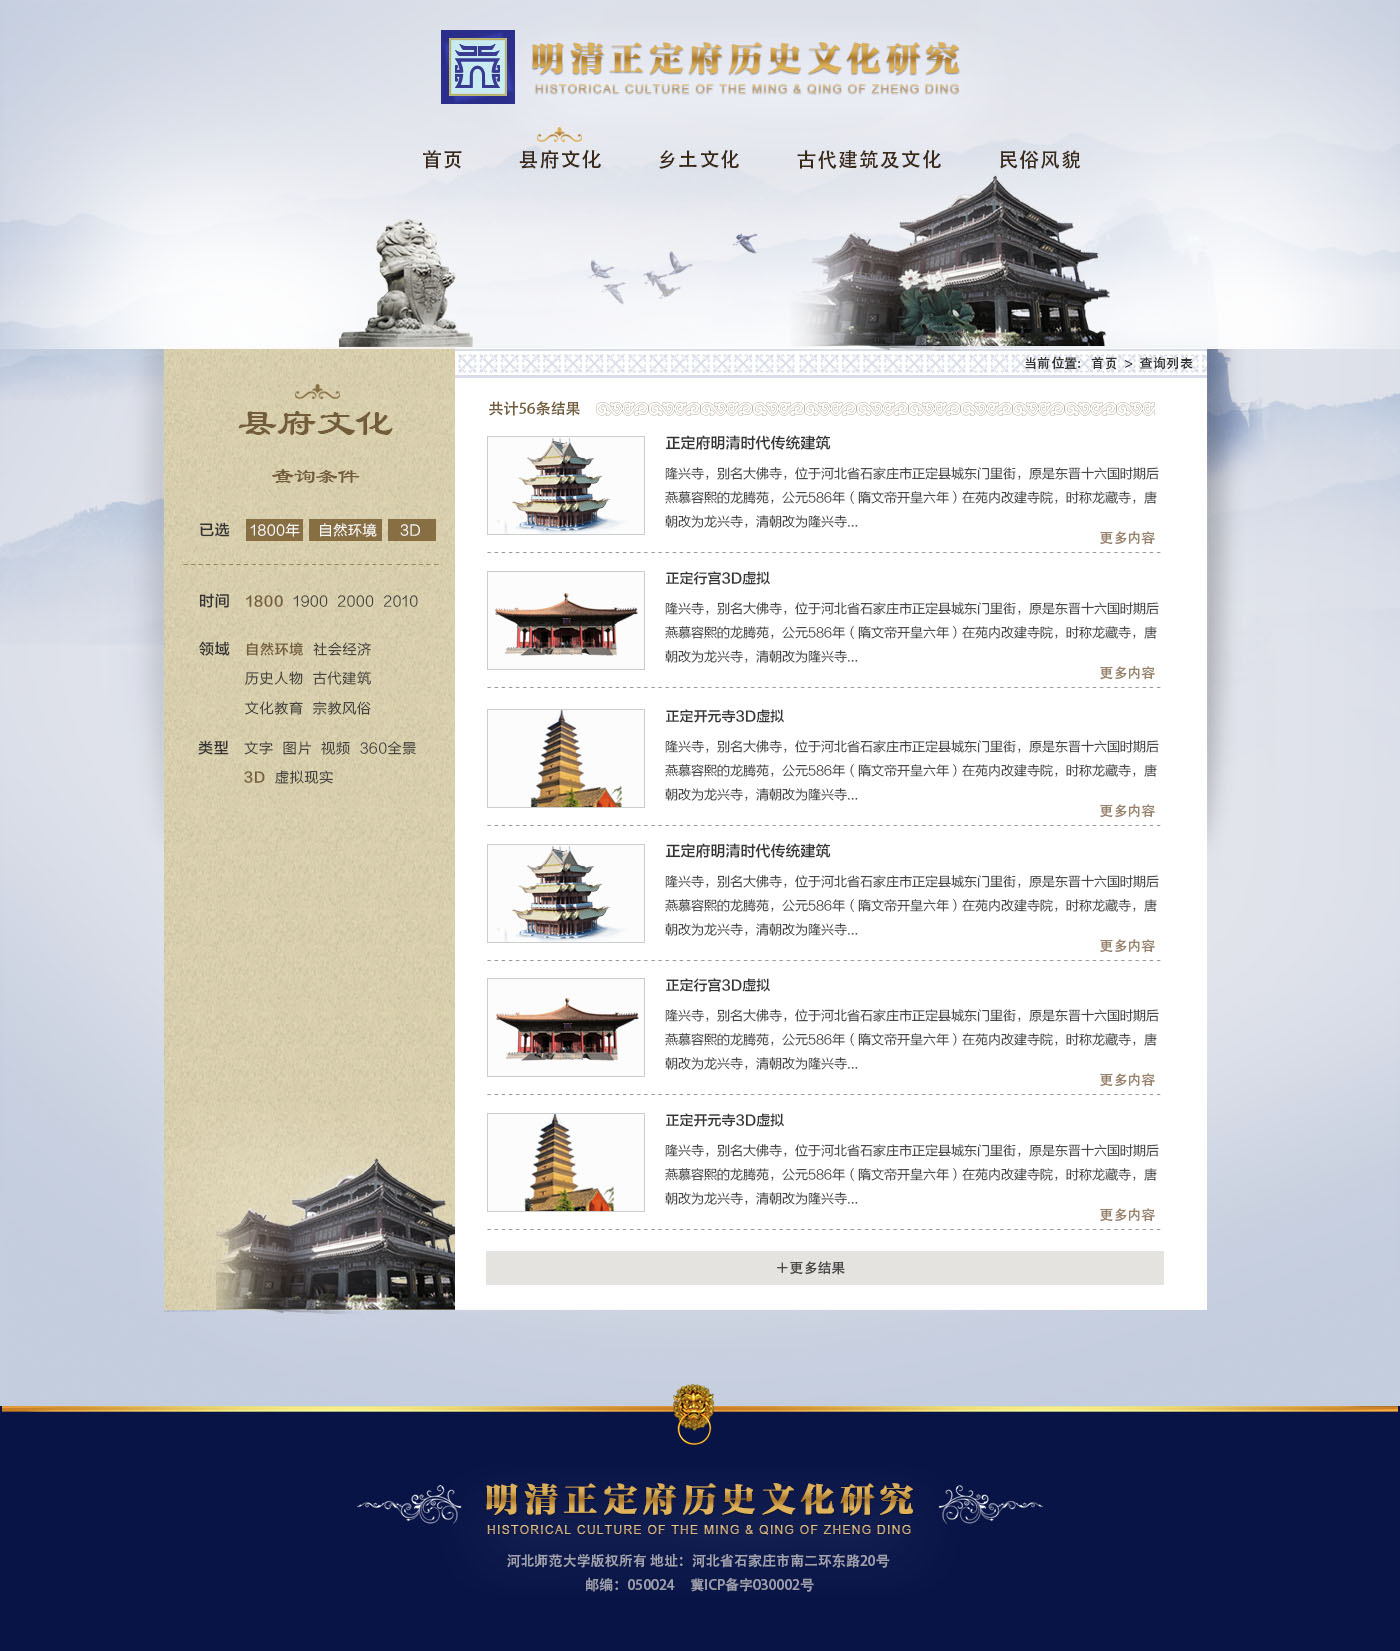 明清正定府历史文化研究
HISTORICAL CULTURE OF THE MING & QING OF ZHENG DING
首页 县府文化 乡土文化 古代建筑及文化 民俗风貌
当前位置: 首页 > 查询列表
县府文化
查询条件
已选 1800年 自然环境 3D
时间 1800 1900 2000 2010
领域 自然环境 社会经济
历史人物 古代建筑
文化教育 宗教风俗
类型 文字 图片 视频 360全景
3D 虚拟现实
共计56条结果
正定府明清时代传统建筑
隆兴寺，别名大佛寺，位于河北省石家庄市正定县城东门里街，原是东晋十六国时期后
燕慕容熙的龙腾苑，公元586年（隋文帝开皇六年）在苑内改建寺院，时称龙藏寺，唐
朝改为龙兴寺，清朝改为隆兴寺...
更多内容
正定行宫3D虚拟
隆兴寺，别名大佛寺，位于河北省石家庄市正定县城东门里街，原是东晋十六国时期后
燕慕容熙的龙腾苑，公元586年（隋文帝开皇六年）在苑内改建寺院，时称龙藏寺，唐
朝改为龙兴寺，清朝改为隆兴寺...
更多内容
正定开元寺3D虚拟
隆兴寺，别名大佛寺，位于河北省石家庄市正定县城东门里街，原是东晋十六国时期后
燕慕容熙的龙腾苑，公元586年（隋文帝开皇六年）在苑内改建寺院，时称龙藏寺，唐
朝改为龙兴寺，清朝改为隆兴寺...
更多内容
正定府明清时代传统建筑
隆兴寺，别名大佛寺，位于河北省石家庄市正定县城东门里街，原是东晋十六国时期后
燕慕容熙的龙腾苑，公元586年（隋文帝开皇六年）在苑内改建寺院，时称龙藏寺，唐
朝改为龙兴寺，清朝改为隆兴寺...
更多内容
正定行宫3D虚拟
隆兴寺，别名大佛寺，位于河北省石家庄市正定县城东门里街，原是东晋十六国时期后
燕慕容熙的龙腾苑，公元586年（隋文帝开皇六年）在苑内改建寺院，时称龙藏寺，唐
朝改为龙兴寺，清朝改为隆兴寺...
更多内容
正定开元寺3D虚拟
隆兴寺，别名大佛寺，位于河北省石家庄市正定县城东门里街，原是东晋十六国时期后
燕慕容熙的龙腾苑，公元586年（隋文帝开皇六年）在苑内改建寺院，时称龙藏寺，唐
朝改为龙兴寺，清朝改为隆兴寺...
更多内容
+更多结果
明清正定府历史文化研究
HISTORICAL CULTURE OF THE MING & QING OF ZHENG DING
河北师范大学版权所有 地址：河北省石家庄市南二环东路20号
邮编：050024 冀ICP备字030002号